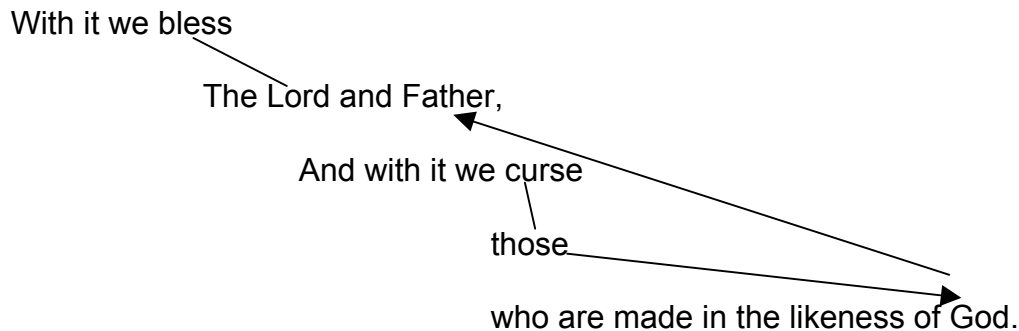 With it we bless
The Lord and Father,
And with it we curse
those
who are made in the likeness of God.